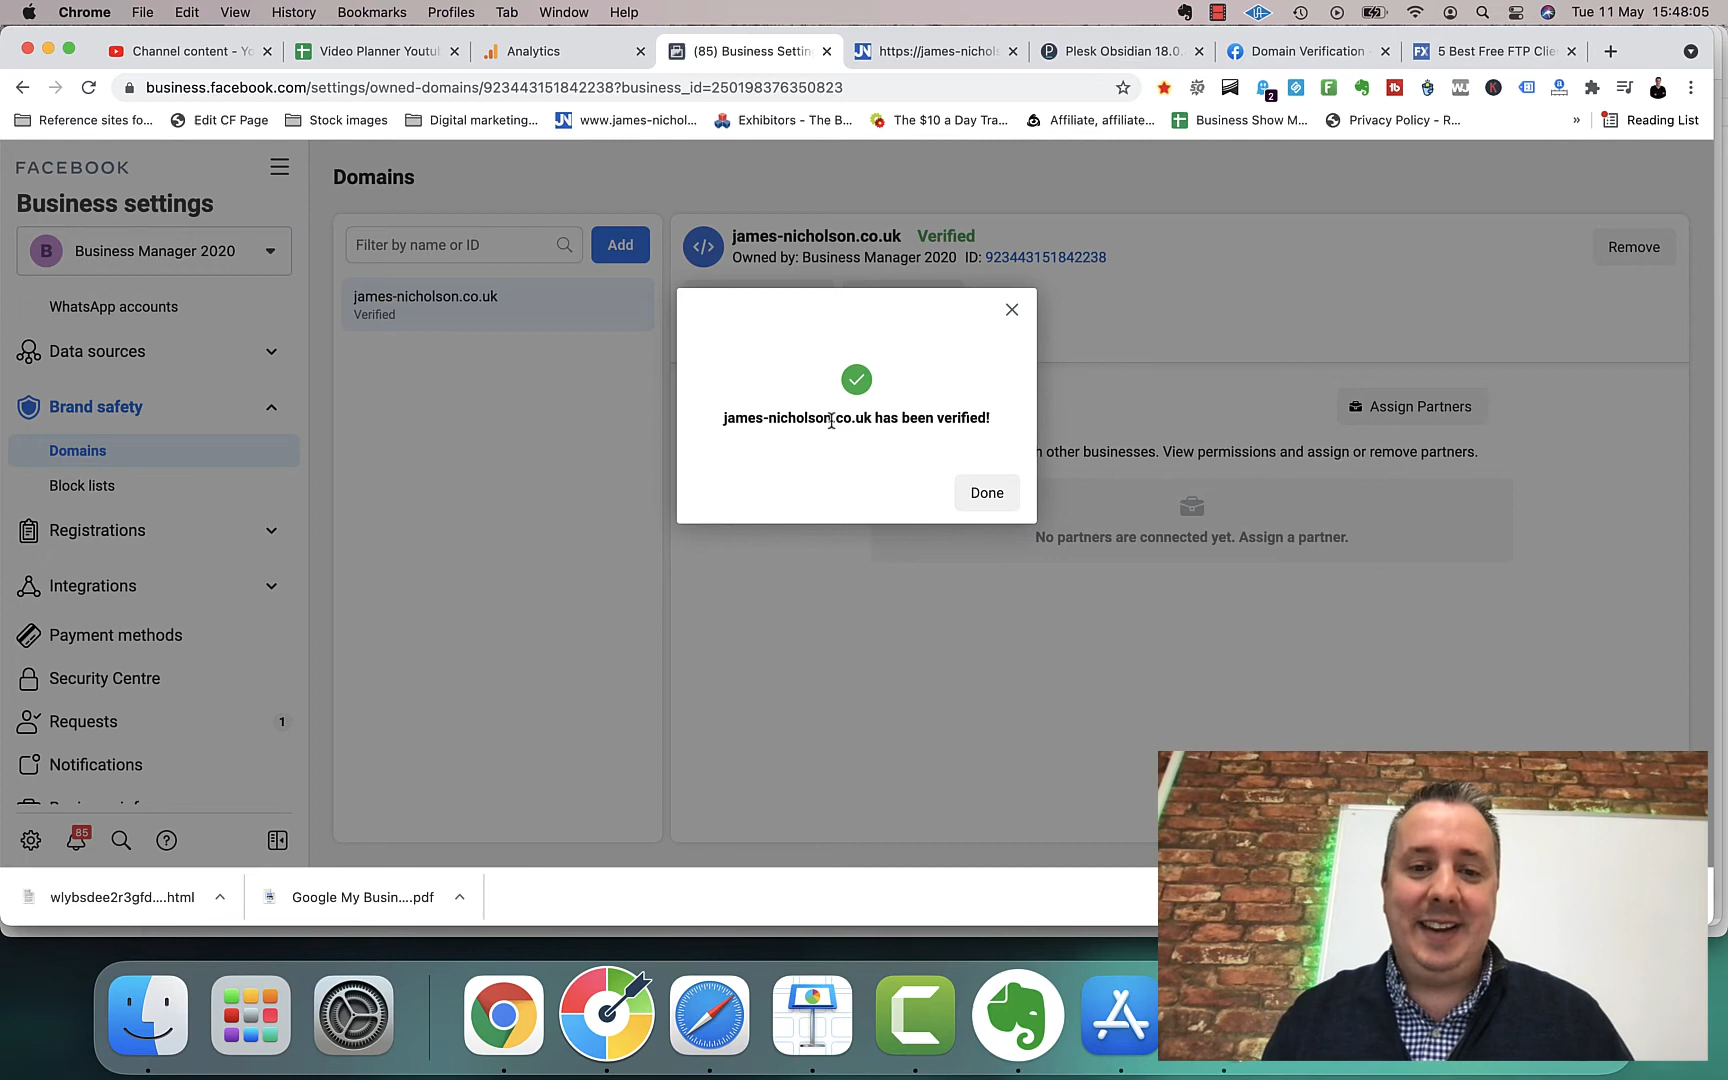 Chrome File Edit View History Bookmarks Profiles Tab Window Help
Tue 11 May 15:48:05
Channel content - Yo
Video Planner Youtu
Analytics
(85) Business Settin
https://james-nichol
Plesk Obsidian 18.0.
Domain Verification
5 Best Free FTP Clie
business.facebook.com/settings/owned-domains/923443151842238?business_id=250198376350823
2
Reference sites fo...
Edit CF Page
Stock images
Digital marketing...
www.james-nichol...
Exhibitors - The B...
The $10 a Day Tra...
Affiliate, affiliate...
Business Show M...
Privacy Policy - R...
»
Reading List
FACEBOOK
Business settings
B Business Manager 2020
WhatsApp accounts
Data sources
Brand safety
Domains
Block lists
Registrations
Integrations
Payment methods
Security Centre
Requests 1
Notifications
85
Domains
Filter by name or ID
Add
james-nicholson.co.uk
Verified
james-nicholson.co.uk Verified
Owned by: Business Manager 2020 ID: 923443151842238
Remove
james-nicholson.co.uk has been verified!
Done
Assign Partners
n other businesses. View permissions and assign or remove partners.
No partners are connected yet. Assign a partner.
wlybsdee2r3gfd....html
Google My Busin....pdf